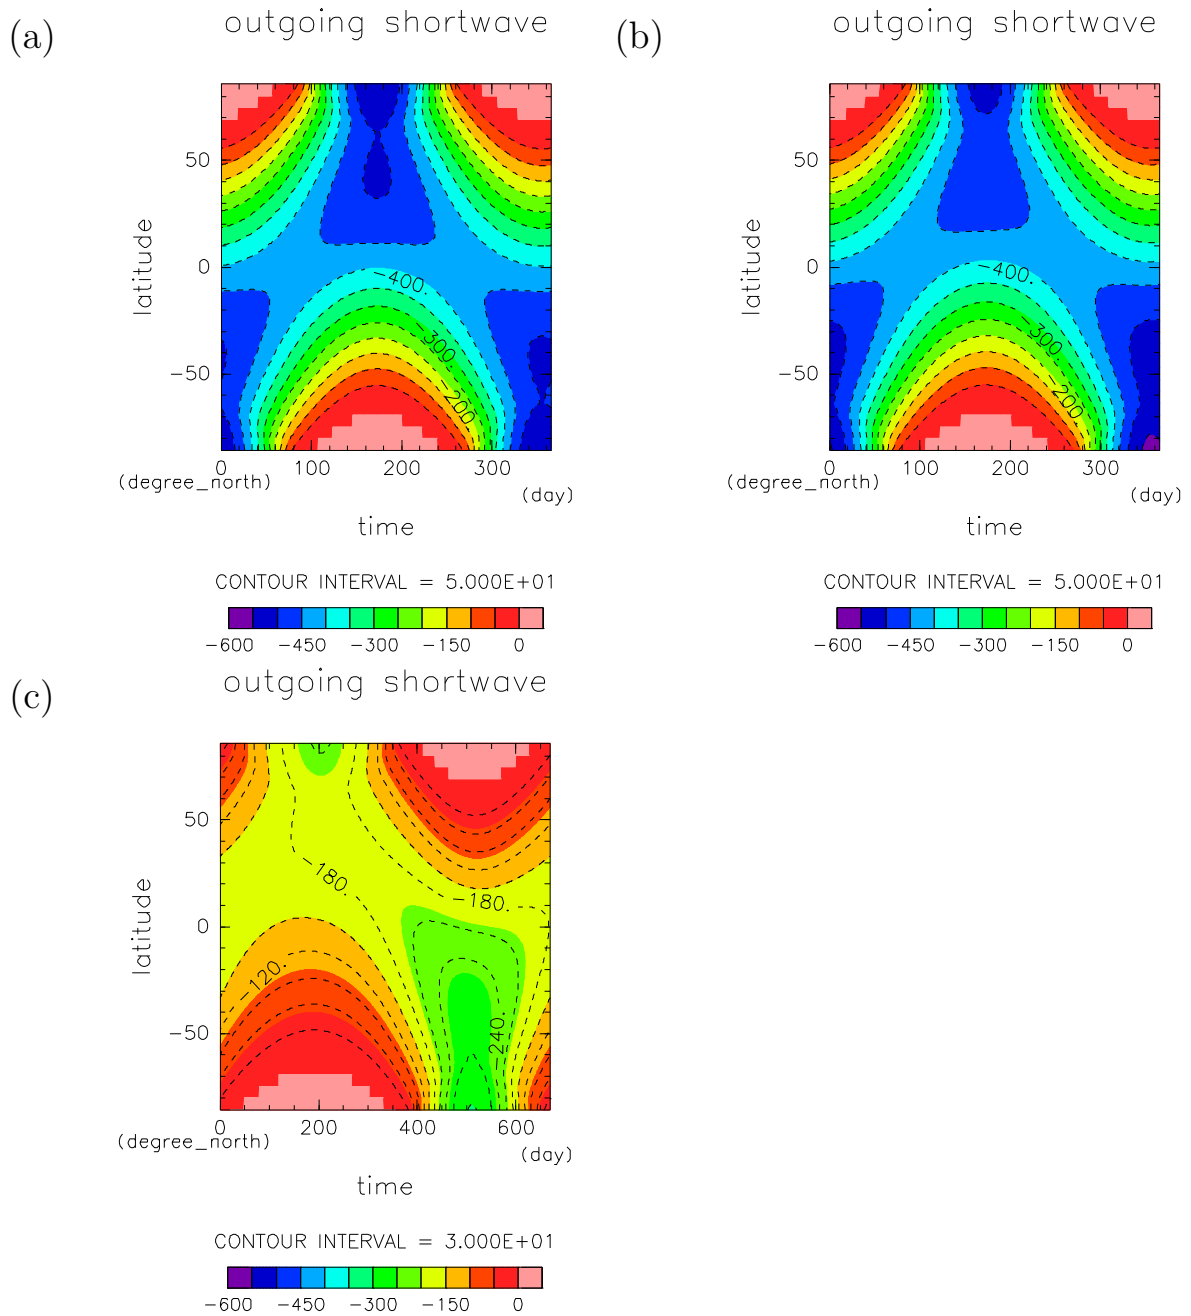 (a)
outgoing shortwave
50
0
−50
latitude
−400.
−300.
−200.
0 100 200 300
(degree_north)
(day)
time
CONTOUR INTERVAL = 5.000E+01
−600 −450 −300 −150 0
(b)
outgoing shortwave
50
0
−50
latitude
−400.
−300.
−200.
0 100 200 300
(degree_north)
(day)
time
CONTOUR INTERVAL = 5.000E+01
−600 −450 −300 −150 0
(c)
outgoing shortwave
50
0
−50
latitude
−180.
−180.
−120.
−240.
0 200 400 600
(degree_north)
(day)
time
CONTOUR INTERVAL = 3.000E+01
−600 −450 −300 −150 0